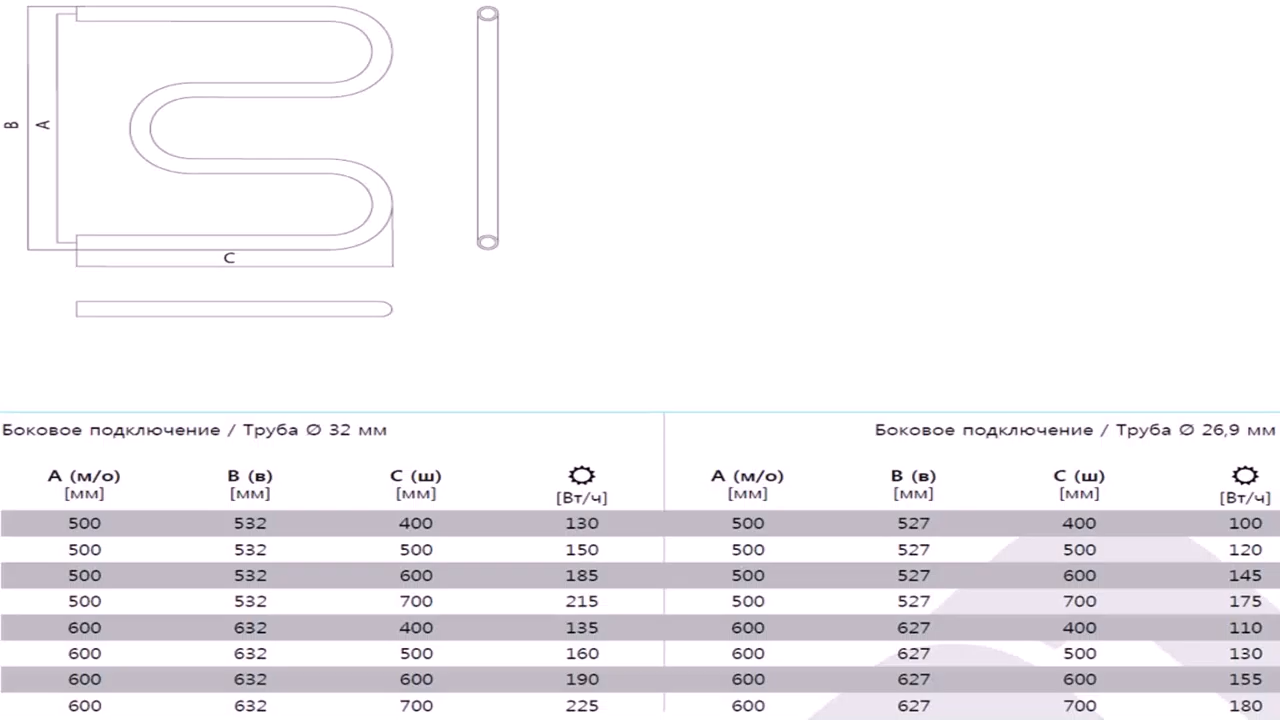 B
A
C
Боковое подключение / Труба Ø 32 мм
Боковое подключение / Труба Ø 26,9 мм
A (м/о) B (в) C (ш) A (м/о) B (в) C (ш)
[мм] [мм] [мм] [Вт/ч] [мм] [мм] [мм] [Вт/ч]
500 532 400 130 500 527 400 100
500 532 500 150 500 527 500 120
500 532 600 185 500 527 600 145
500 532 700 215 500 527 700 175
600 632 400 135 600 627 400 110
600 632 500 160 600 627 500 130
600 632 600 190 600 627 600 155
600 632 700 225 600 627 700 180